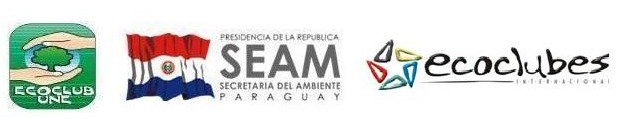 ECOCLUB
UNE
PRESIDENCIA DE LA REPUBLICA
SEAM
SECRETARIA DEL AMBIENTE
PARAGUAY
ecoclubes
INTERNACIONAL